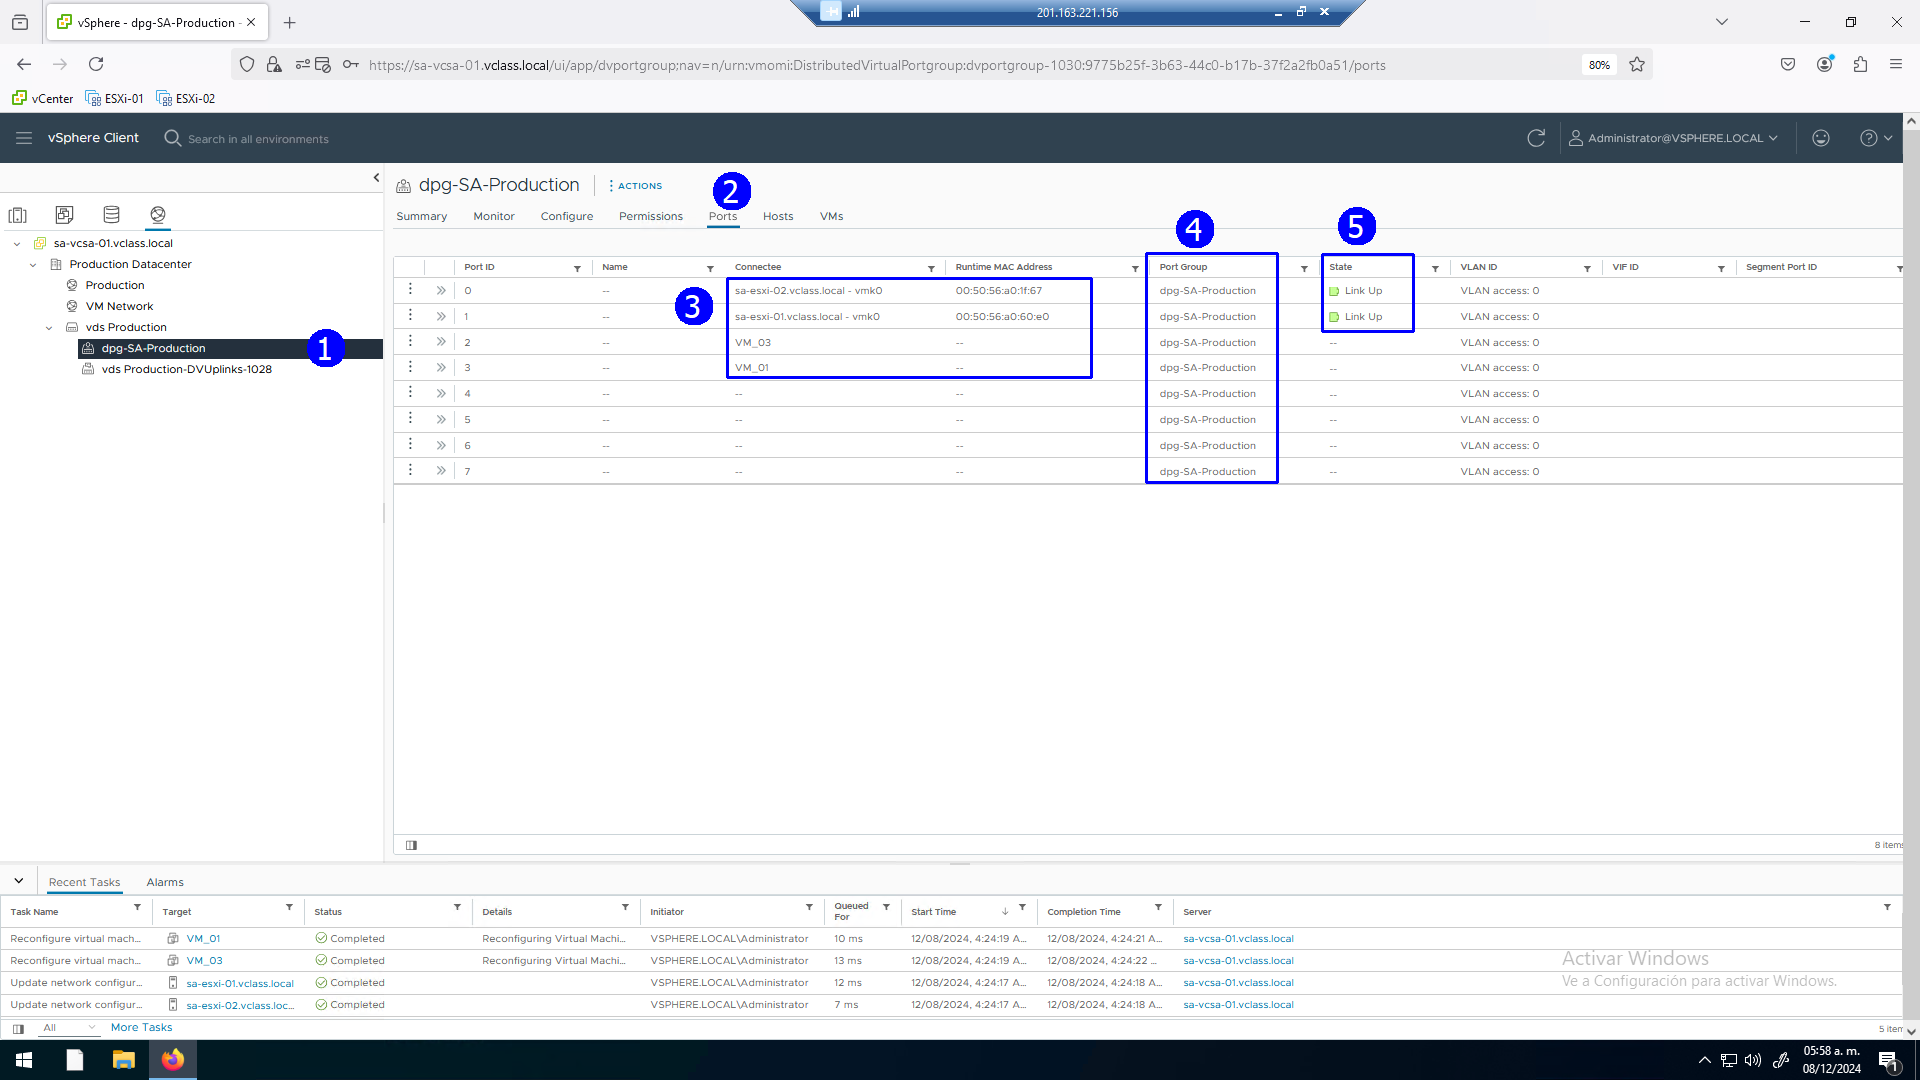 vSphere - dpg-SA-Production -
201.163.221.156
https://sa-vcsa-01.vclass.local/ui/app/dvportgroup;nav=n/urn:vmomi:DistributedVirtualPortgroup:dvportgroup-1030:9775b25f-3b63-44c0-b17b-37f2a2fb0a51/ports
80%
vCenter ESXi-01 ESXi-02
vSphere Client Search in all environments Administrator@VSPHERE.LOCAL
dpg-SA-Production ACTIONS
2
Summary Monitor Configure Permissions Ports Hosts VMs
4
5
sa-vcsa-01.vclass.local
Production Datacenter
Production
VM Network
vds Production
dpg-SA-Production
1
vds Production-DVUplinks-1028
Port ID Name Connectee Runtime MAC Address Port Group State VLAN ID VIF ID Segment Port ID
0 -- sa-esxi-02.vclass.local - vmk0 00:50:56:a0:1f:67 dpg-SA-Production Link Up VLAN access: 0
3
1 -- sa-esxi-01.vclass.local - vmk0 00:50:56:a0:60:e0 dpg-SA-Production Link Up VLAN access: 0
2 -- VM_03 -- dpg-SA-Production -- VLAN access: 0
3 -- VM_01 -- dpg-SA-Production -- VLAN access: 0
4 -- -- -- dpg-SA-Production -- VLAN access: 0
5 -- -- -- dpg-SA-Production -- VLAN access: 0
6 -- -- -- dpg-SA-Production -- VLAN access: 0
7 -- -- -- dpg-SA-Production -- VLAN access: 0
8 items
Recent Tasks Alarms
Task Name Target Status Details Initiator Queued For Start Time Completion Time Server
Reconfigure virtual mach... VM_01 Completed Reconfiguring Virtual Machi... VSPHERE.LOCAL\Administrator 10 ms 12/08/2024, 4:24:19 A... 12/08/2024, 4:24:21 A... sa-vcsa-01.vclass.local
Reconfigure virtual mach... VM_03 Completed Reconfiguring Virtual Machi... VSPHERE.LOCAL\Administrator 13 ms 12/08/2024, 4:24:19 A... 12/08/2024, 4:24:22 ... sa-vcsa-01.vclass.local
Update network configur... sa-esxi-01.vclass.local Completed VSPHERE.LOCAL\Administrator 12 ms 12/08/2024, 4:24:17 A... 12/08/2024, 4:24:18 A... sa-vcsa-01.vclass.local
Update network configur... sa-esxi-02.vclass.loc... Completed VSPHERE.LOCAL\Administrator 7 ms 12/08/2024, 4:24:17 A... 12/08/2024, 4:24:18 A... sa-vcsa-01.vclass.local
Activar Windows
Ve a Configuración para activar Windows.
All More Tasks 5 item
05:58 a. m.
08/12/2024
1